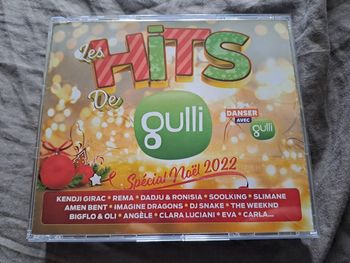 Les
HiTS
De
gulli
DANSER
AVEC
gulli
Spécial Noël 2022
KENDJI GIRAC • REMA • DADJU & RONISIA • SOOLKING • SLIMANE
AMEN BENT • IMAGINE DRAGONS • DJ SNAKE • THE WEEKND
BIGFLO & OLI • ANGÈLE • CLARA LUCIANI • EVA • CARLA...